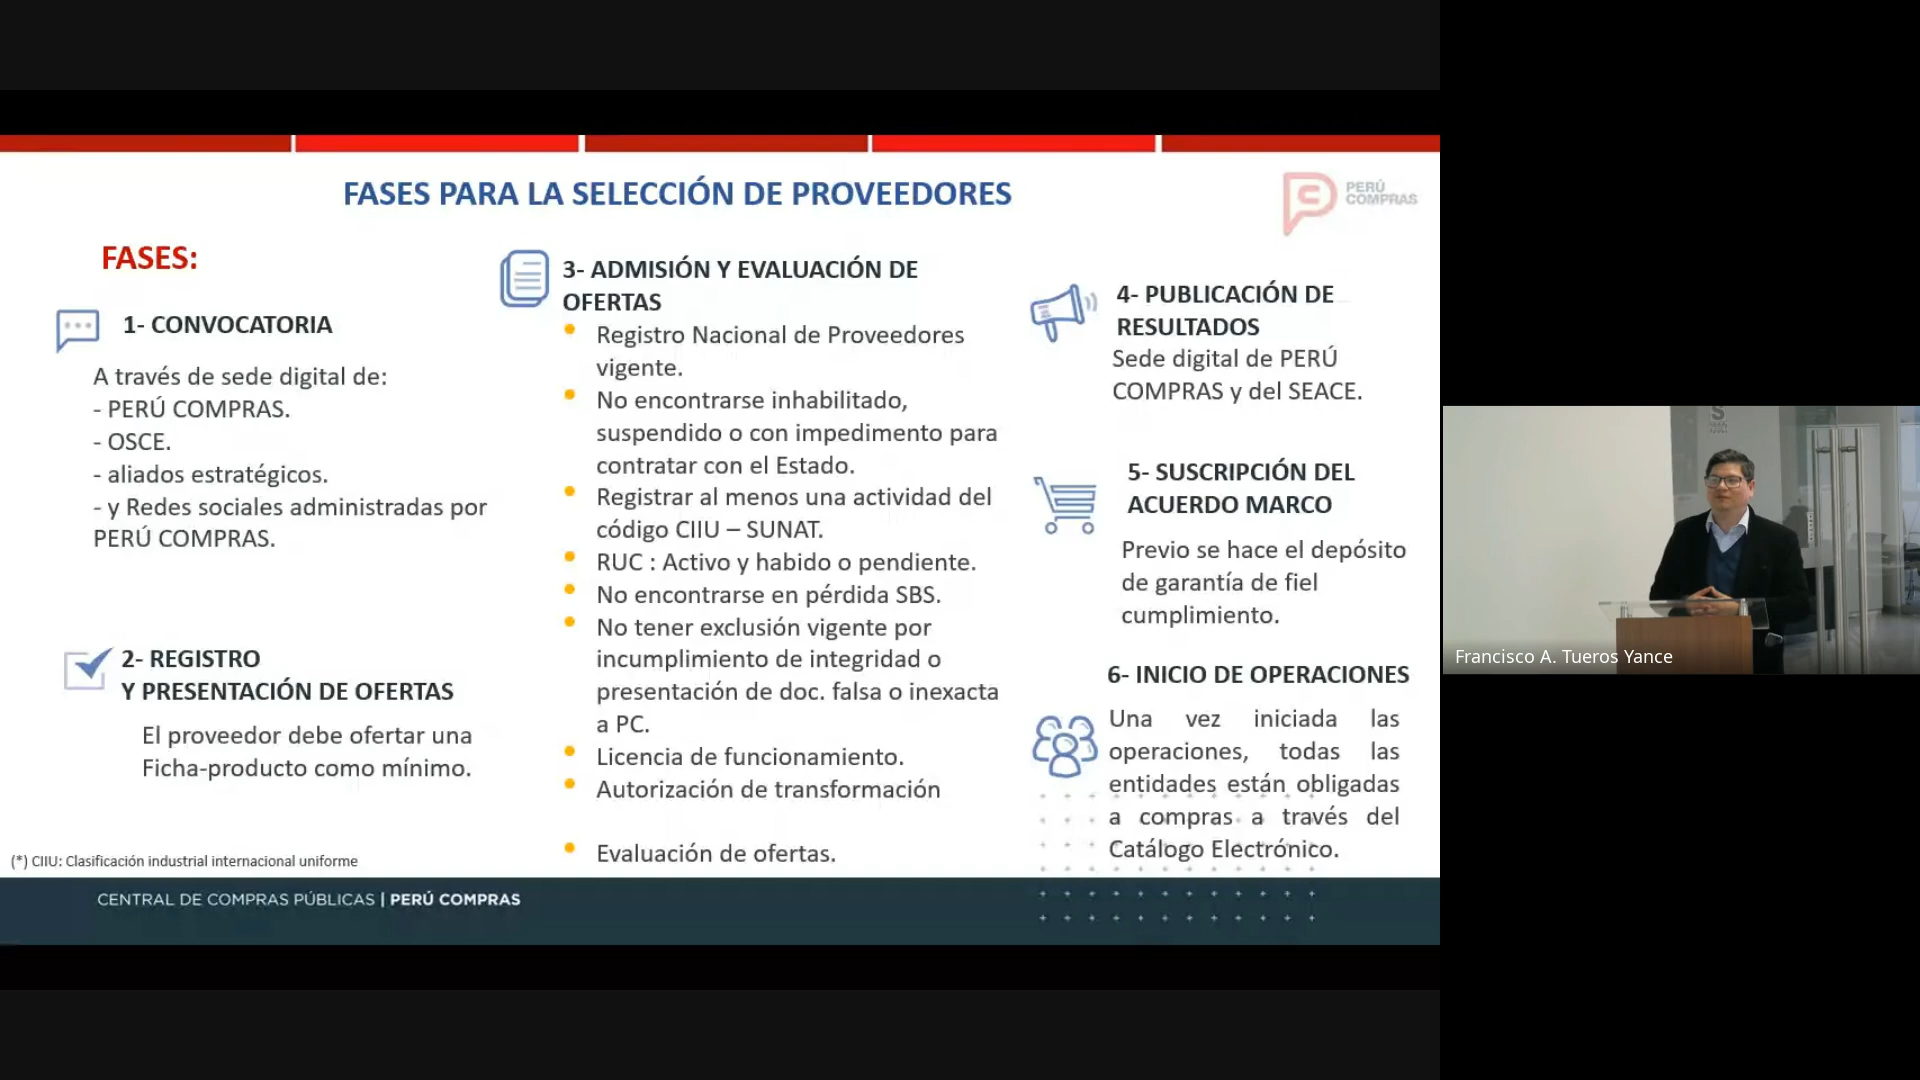 FASES PARA LA SELECCIÓN DE PROVEEDORES
PERÚ
COMPRAS
FASES:
1- CONVOCATORIA
A través de sede digital de:
- PERÚ COMPRAS.
- OSCE.
- aliados estratégicos.
- y Redes sociales administradas por
PERÚ COMPRAS.
2- REGISTRO
Y PRESENTACIÓN DE OFERTAS
El proveedor debe ofertar una
Ficha-producto como mínimo.
(*) CIIU: Clasificación industrial internacional uniforme
3- ADMISIÓN Y EVALUACIÓN DE
OFERTAS
Registro Nacional de Proveedores
vigente.
No encontrarse inhabilitado,
suspendido o con impedimento para
contratar con el Estado.
Registrar al menos una actividad del
código CIIU – SUNAT.
RUC : Activo y habido o pendiente.
No encontrarse en pérdida SBS.
No tener exclusión vigente por
incumplimiento de integridad o
presentación de doc. falsa o inexacta
a PC.
Licencia de funcionamiento.
Autorización de transformación
Evaluación de ofertas.
4- PUBLICACIÓN DE
RESULTADOS
Sede digital de PERÚ
COMPRAS y del SEACE.
5- SUSCRIPCIÓN DEL
ACUERDO MARCO
Previo se hace el depósito
de garantía de fiel
cumplimiento.
6- INICIO DE OPERACIONES
Una vez iniciada las
operaciones, todas las
entidades están obligadas
a compras a través del
Catálogo Electrónico.
CENTRAL DE COMPRAS PÚBLICAS | PERÚ COMPRAS
Francisco A. Tueros Yance